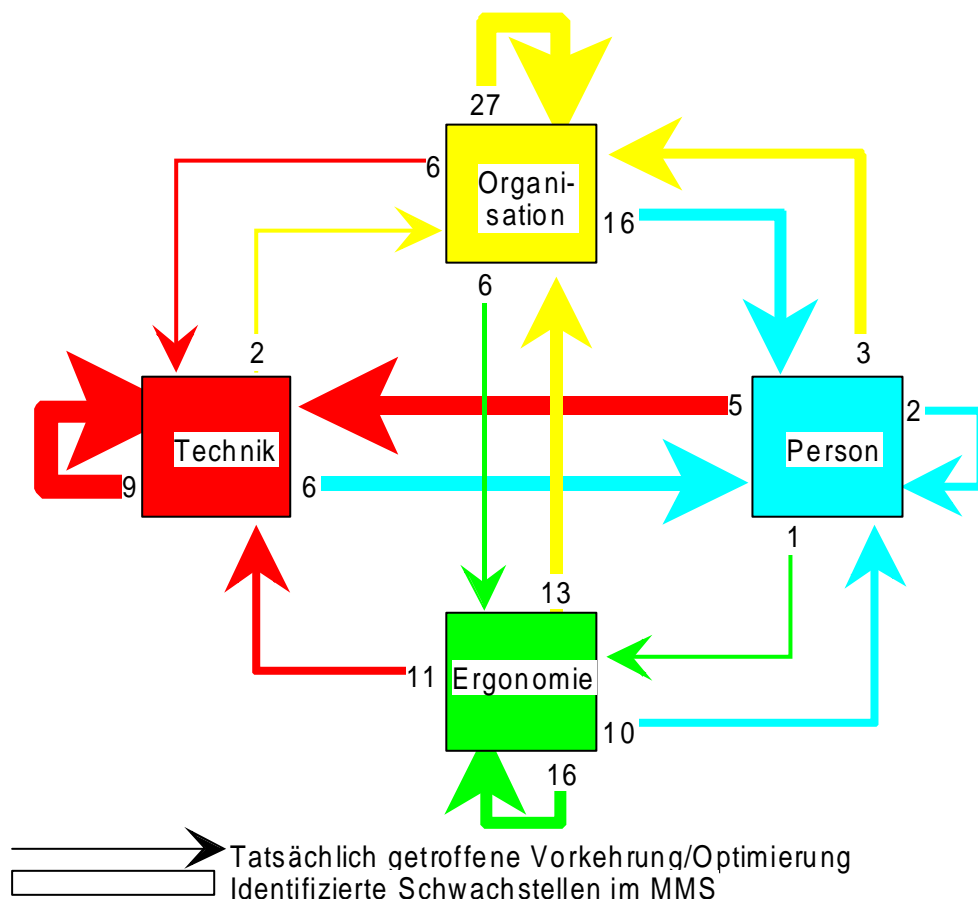 27
6
Organi-
sation
16
6
2
3
5
2
Technik
Person
9
6
1
13
11
Ergonomie
10
16
Tatsächlich getroffene Vorkehrung/Optimierung
Identifizierte Schwachstellen im MMS